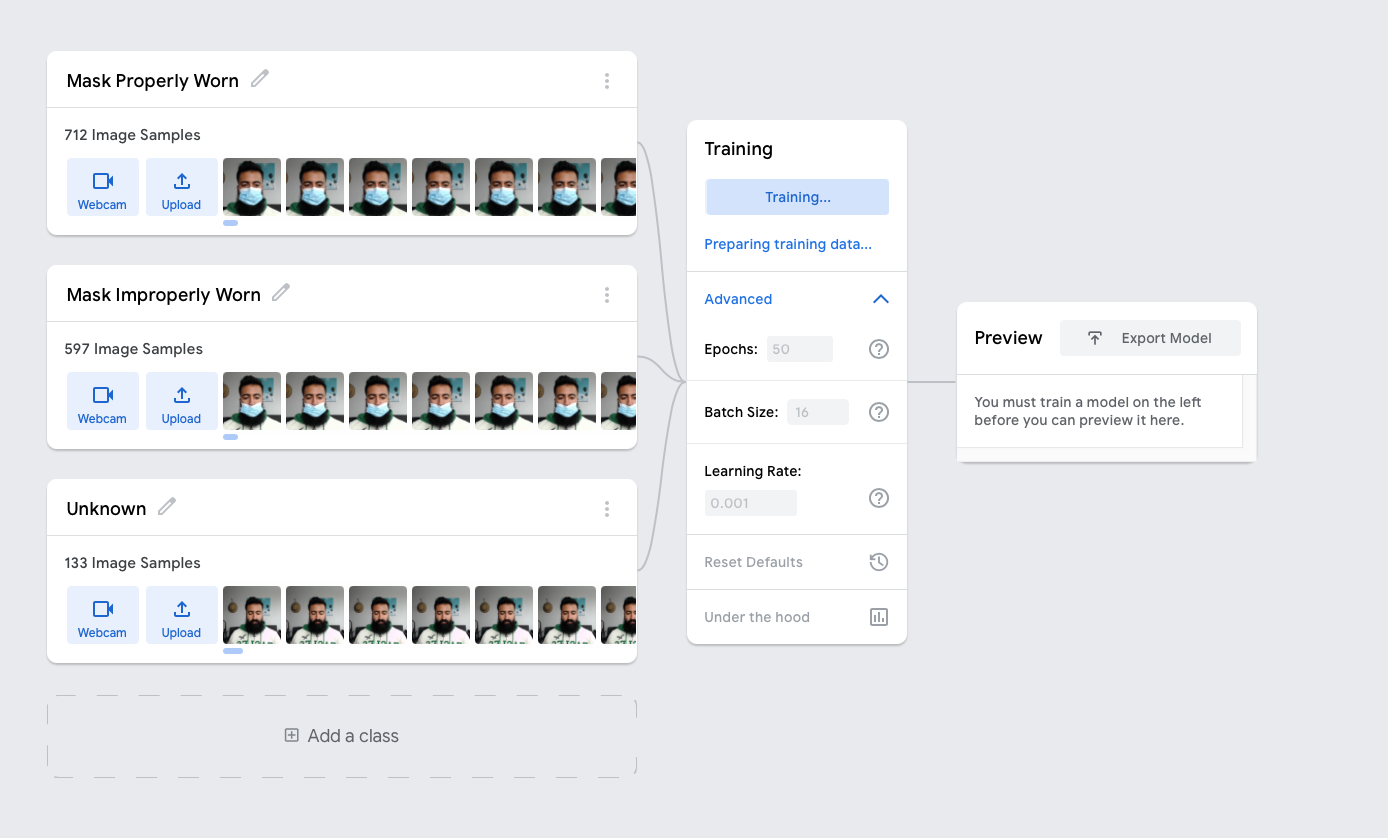 Mask Properly Worn
712 Image Samples
Webcam
Upload
Mask Improperly Worn
597 Image Samples
Webcam
Upload
Unknown
133 Image Samples
Webcam
Upload
Add a class
Training
Training...
Preparing training data...
Advanced
Epochs:
50
Batch Size:
16
Learning Rate:
0.001
Reset Defaults
Under the hood
Preview
Export Model
You must train a model on the left
before you can preview it here.